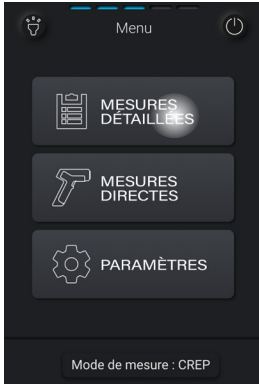 Menu
MESURES
DÉTAILLÉES
MESURES
DIRECTES
PARAMÈTRES
Mode de mesure : CREP